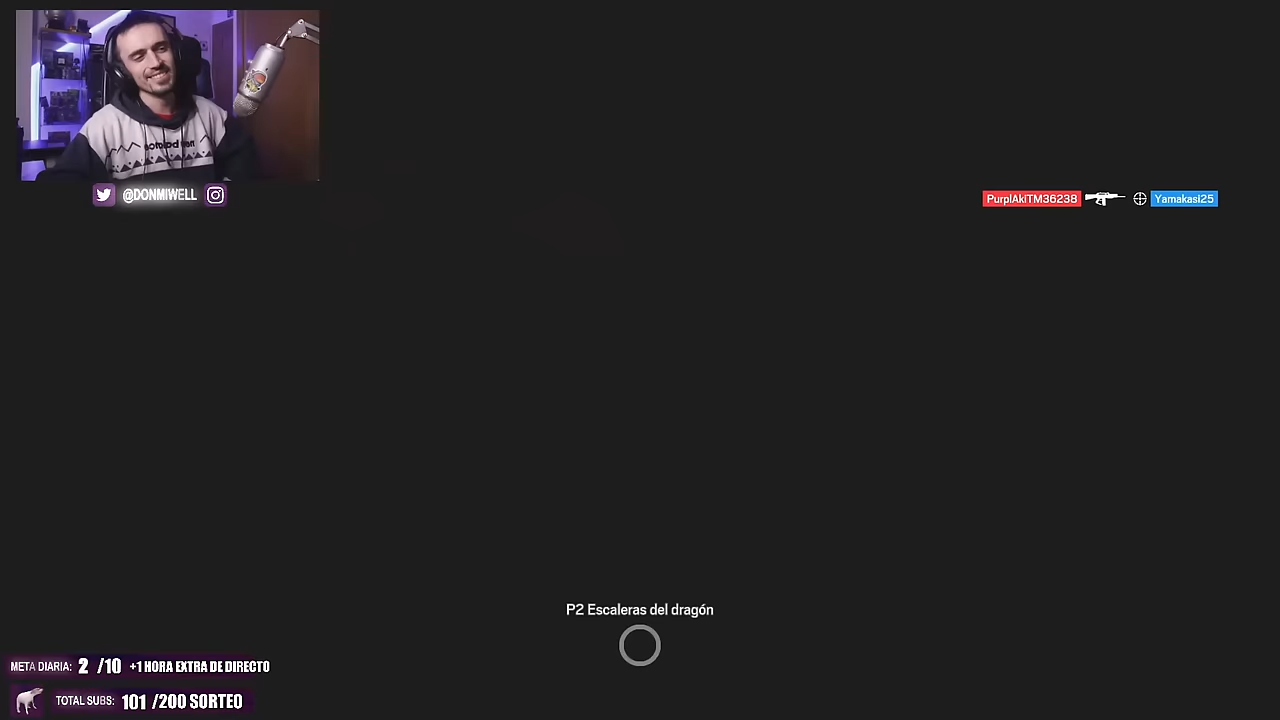 @DONMIWELL
PurplAkiTM36238 Yamakasi25
P2 Escaleras del dragón
META DIARIA: 2 /10 +1 HORA EXTRA DE DIRECTO
TOTAL SUBS: 101 /200 SORTEO